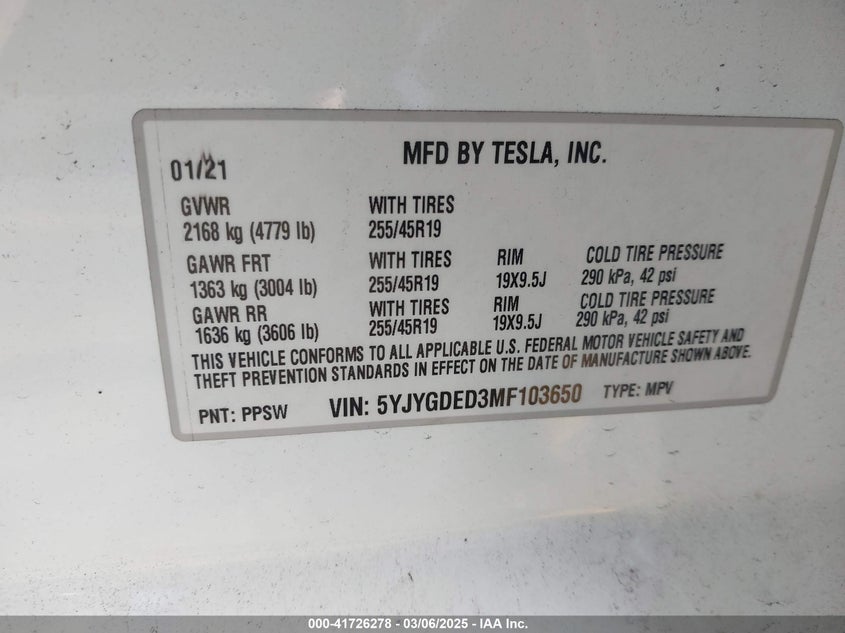 01/21 MFD BY TESLA, INC.
GVWR WITH TIRES
2168 kg (4779 lb) 255/45R19
GAWR FRT WITH TIRES RIM COLD TIRE PRESSURE
1363 kg (3004 lb) 255/45R19 19X9.5J 290 kPa, 42 psi
GAWR RR WITH TIRES RIM COLD TIRE PRESSURE
1636 kg (3606 lb) 255/45R19 19X9.5J 290 kPa, 42 psi
THIS VEHICLE CONFORMS TO ALL APPLICABLE U.S. FEDERAL MOTOR VEHICLE SAFETY AND
THEFT PREVENTION STANDARDS IN EFFECT ON THE DATE OF MANUFACTURE SHOWN ABOVE.
PNT: PPSW VIN: 5YJYGDED3MF103650 TYPE: MPV
000-41726278 - 03/06/2025 - IAA Inc.